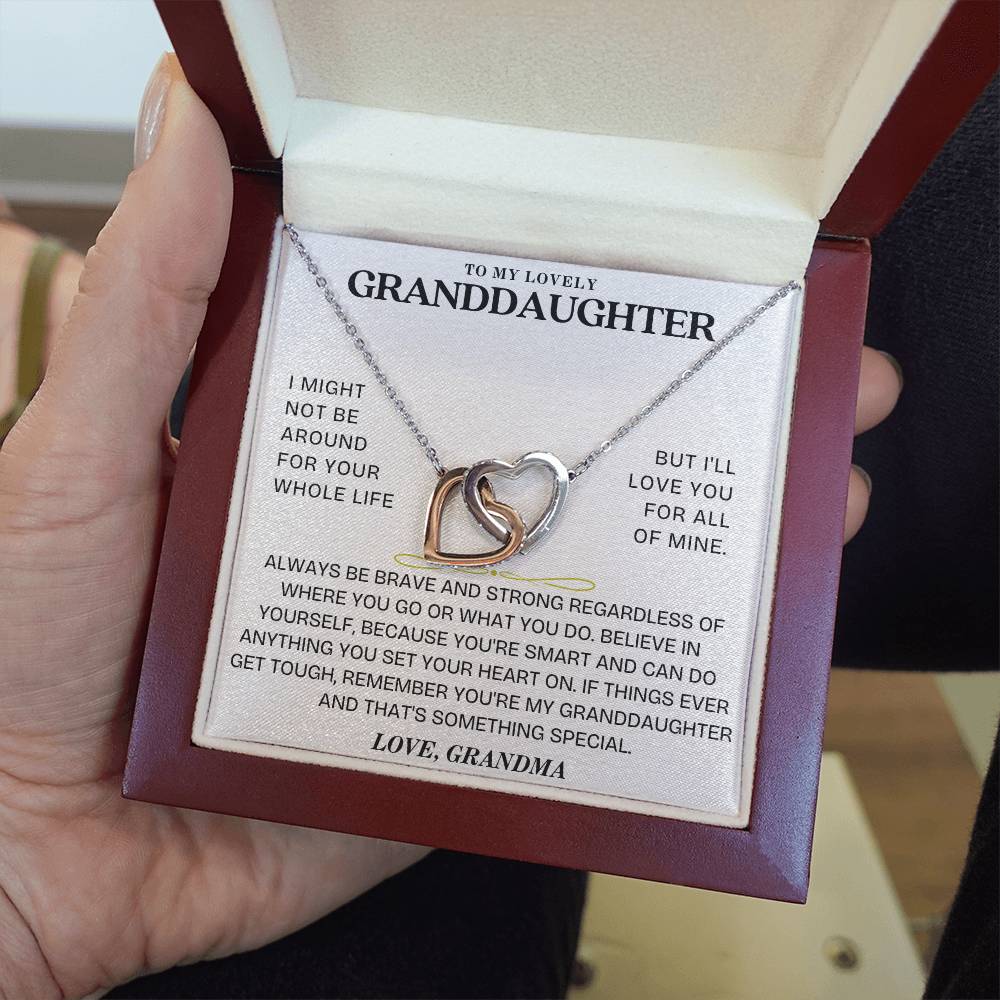 TO MY LOVELY
GRANDDAUGHTER
I MIGHT
NOT BE
AROUND
FOR YOUR
WHOLE LIFE
BUT I'LL
LOVE YOU
FOR ALL
OF MINE.
ALWAYS BE BRAVE AND STRONG REGARDLESS OF
WHERE YOU GO OR WHAT YOU DO. BELIEVE IN
YOURSELF, BECAUSE YOU'RE SMART AND CAN DO
ANYTHING YOU SET YOUR HEART ON. IF THINGS EVER
GET TOUGH, REMEMBER YOU'RE MY GRANDDAUGHTER
AND THAT'S SOMETHING SPECIAL.
LOVE, GRANDMA